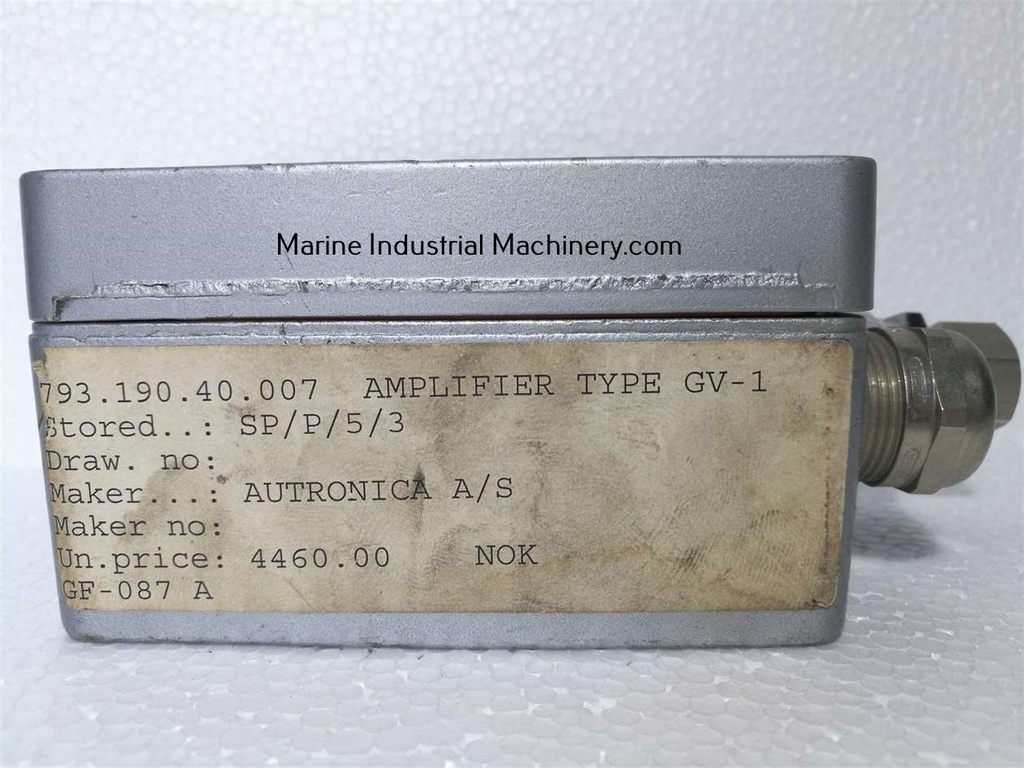 Marine Industrial Machinery.com
793.190.40.007 AMPLIFIER TYPE GV-1
Stored..: SP/P/5/3
Draw. no:
Maker...: AUTRONICA A/S
Maker no:
Un.price: 4460.00 NOK
GF-087 A